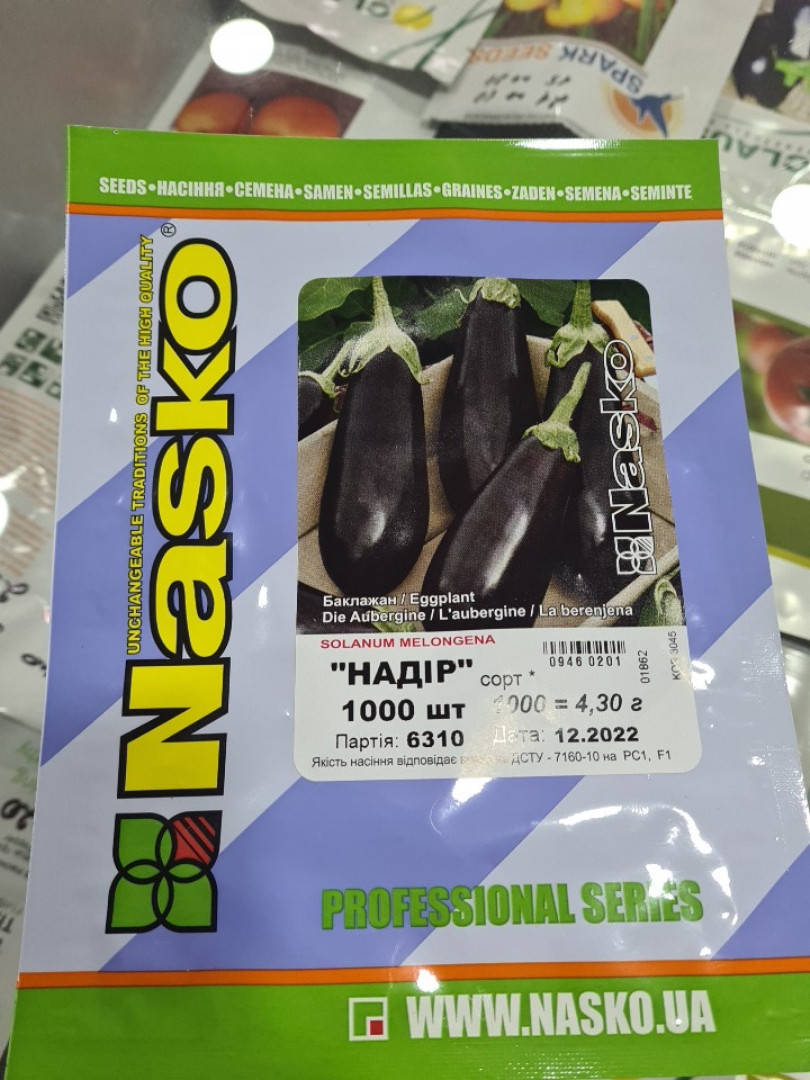 SPARK SEEDS
SEEDS•НАСІННЯ•СЕМЕНА•SAMEN•SEMILLAS•GRAINES•ZADEN•SEMENA•SEMINTE
UNCHANGEABLE TRADITIONS OF THE HIGH QUALITY
Nasko®
Nasko
Баклажан / Eggplant
Die Aubergine / L'aubergine / La berenjena
SOLANUM MELONGENA
"НАДІР" сорт *
0946 0201
01862
1000 шт 1000 = 4,30 г
Партія: 6310 Дата: 12.2022
Якість насіння відповідає ДСТУ - 7160-10 на РС1, F1
PROFESSIONAL SERIES
WWW.NASKO.UA